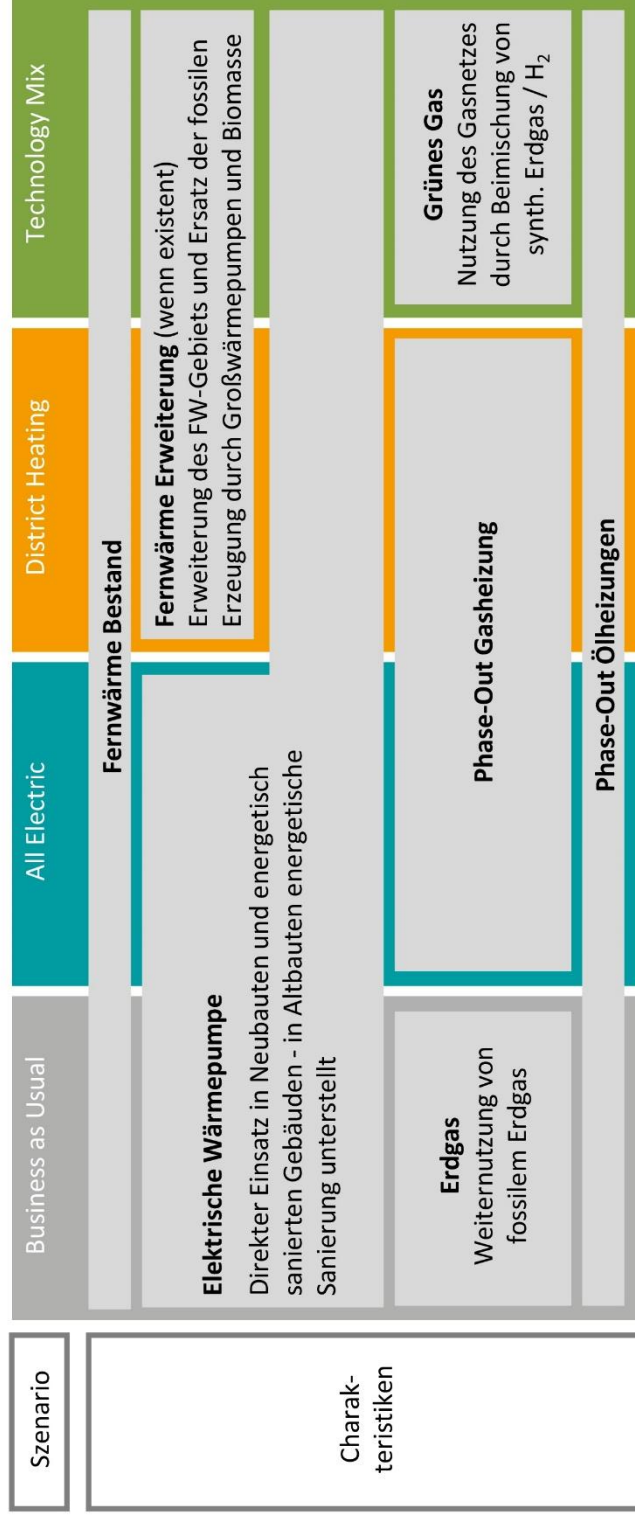 Szenario
Business as Usual
All Electric
District Heating
Technology Mix
Charak-
teristiken
Fernwärme Bestand
Elektrische Wärmepumpe
Direkter Einsatz in Neubauten und energetisch
sanierten Gebäuden - in Altbauten energetische
Sanierung unterstellt
Fernwärme Erweiterung (wenn existent)
Erweiterung des FW-Gebiets und Ersatz der fossilen
Erzeugung durch Großwärmepumpen und Biomasse
Erdgas
Weiternutzung von
fossilem Erdgas
Phase-Out Gasheizung
Grünes Gas
Nutzung des Gasnetzes
durch Beimischung von
synth. Erdgas / H₂
Phase-Out Ölheizungen